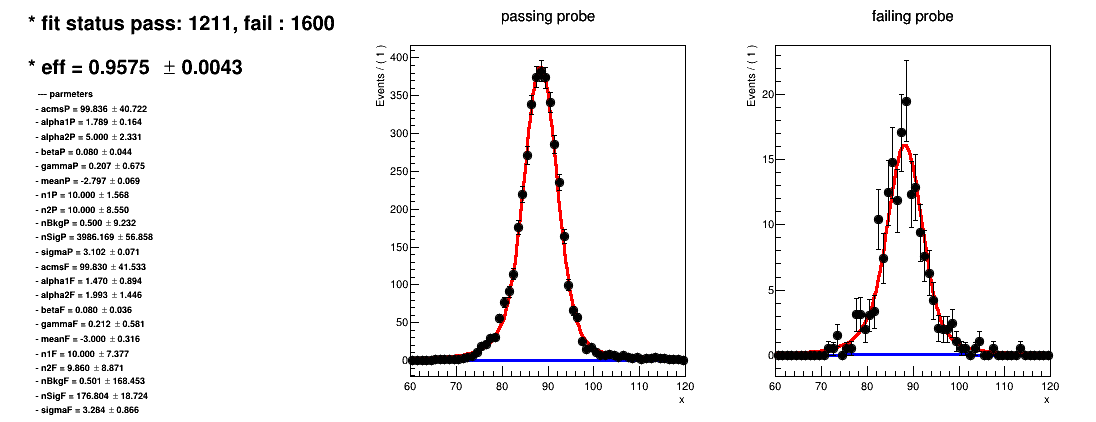 * fit status pass: 1211, fail : 1600
* eff = 0.9575 ± 0.0043
--- parmeters
- acmsP = 99.836 ± 40.722
- alpha1P = 1.789 ± 0.164
- alpha2P = 5.000 ± 2.331
- betaP = 0.080 ± 0.044
- gammaP = 0.207 ± 0.675
- meanP = -2.797 ± 0.069
- n1P = 10.000 ± 1.568
- n2P = 10.000 ± 8.550
- nBkgP = 0.500 ± 9.232
- nSigP = 3986.169 ± 56.858
- sigmaP = 3.102 ± 0.071
- acmsF = 99.830 ± 41.533
- alpha1F = 1.470 ± 0.894
- alpha2F = 1.993 ± 1.446
- betaF = 0.080 ± 0.036
- gammaF = 0.212 ± 0.581
- meanF = -3.000 ± 0.316
- n1F = 10.000 ± 7.377
- n2F = 9.860 ± 8.871
- nBkgF = 0.501 ± 168.453
- nSigF = 176.804 ± 18.724
- sigmaF = 3.284 ± 0.866
passing probe
Events / ( 1 )
400
350
300
250
200
150
100
50
0
60 70 80 90 100 110 120
x
failing probe
Events / ( 1 )
20
15
10
5
0
60 70 80 90 100 110 120
x